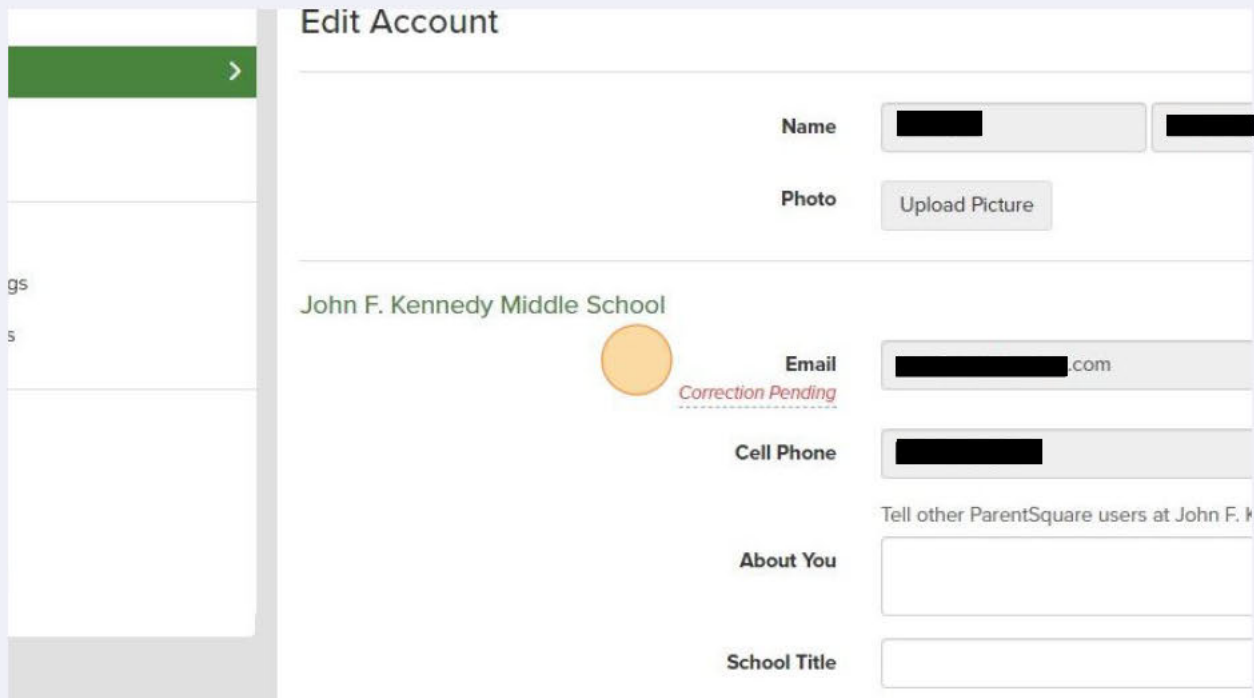 Edit Account
Name
Photo
Upload Picture
gs
John F. Kennedy Middle School
s
Email
.com
Correction Pending
Cell Phone
Tell other ParentSquare users at John F.
About You
School Title